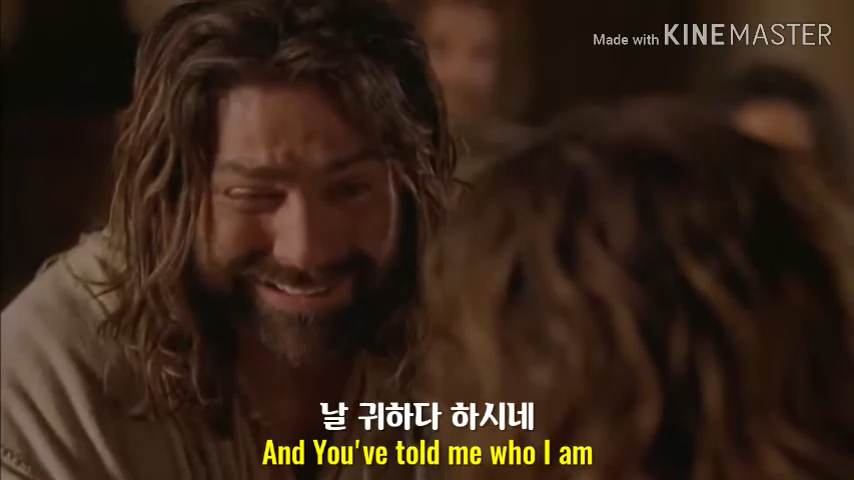 Made with KINEMASTER
날 귀하다 하시네
And You've told me who I am